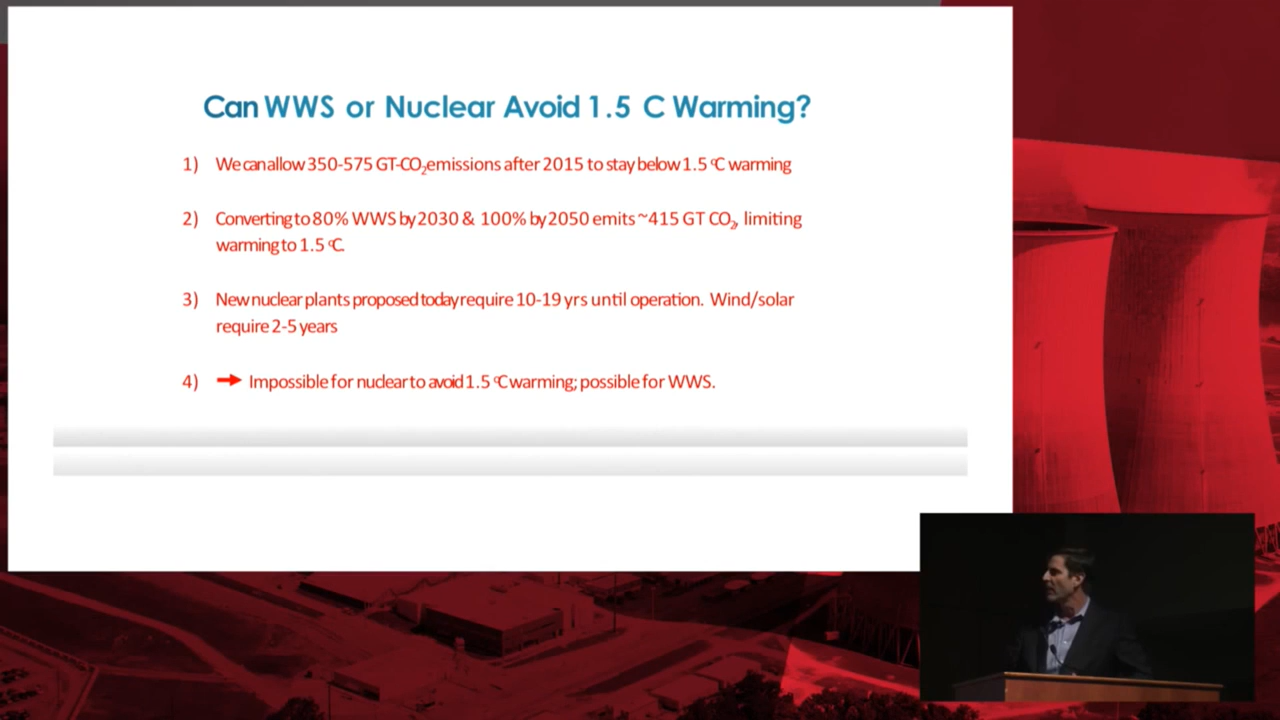 Can WWS or Nuclear Avoid 1.5 C Warming?
1) We can allow 350-575 GT-CO₂ emissions after 2015 to stay below 1.5 °C warming
2) Converting to 80% WWS by 2030 & 100% by 2050 emits ~415 GT CO₂, limiting
warming to 1.5 °C.
3) New nuclear plants proposed today require 10-19 yrs until operation. Wind/solar
require 2-5 years
4) ➞ Impossible for nuclear to avoid 1.5 °C warming; possible for WWS.